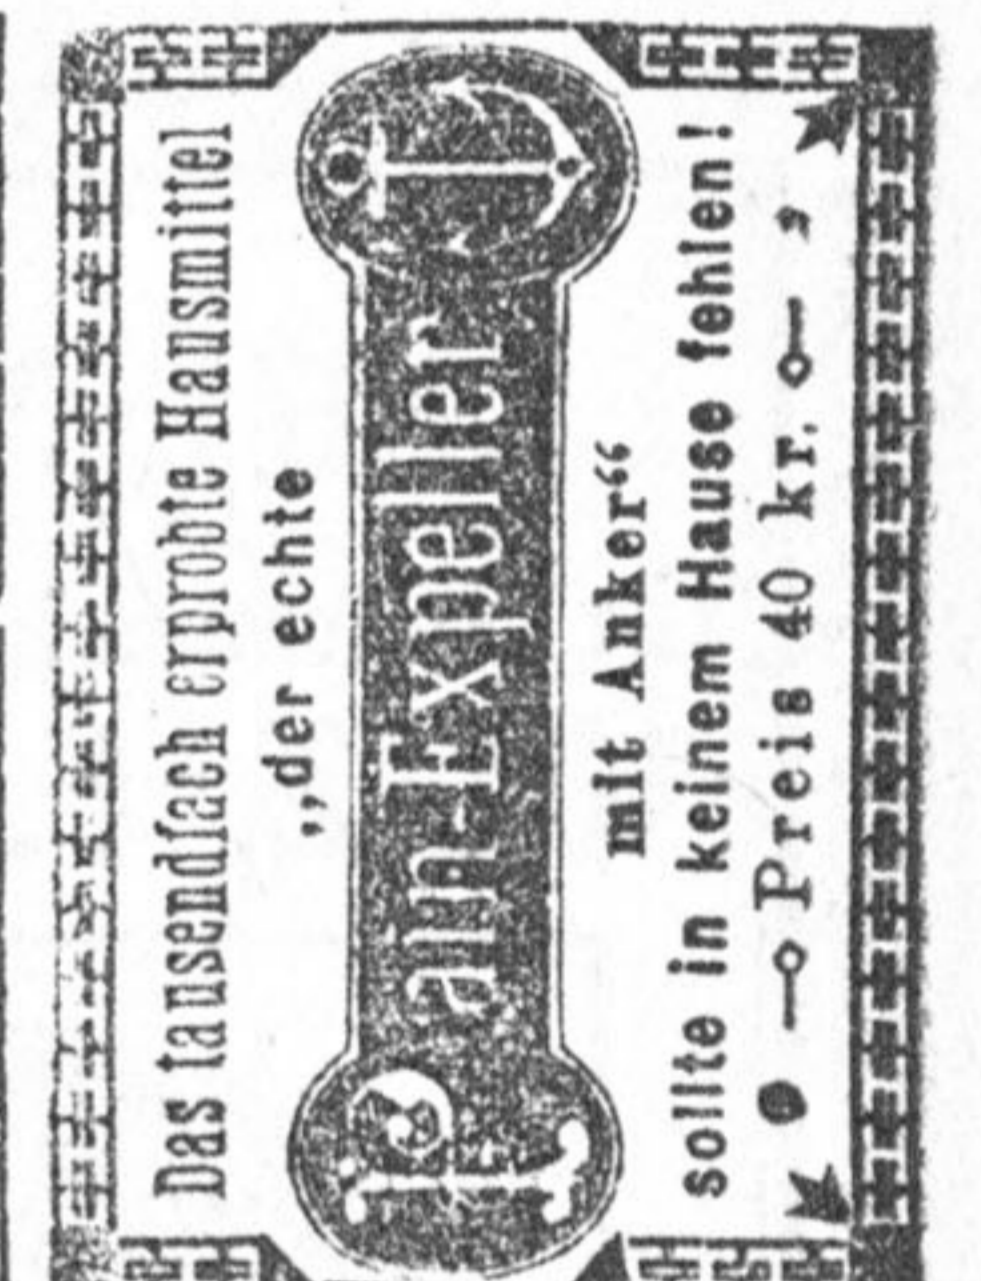 Das tausendfach erprobte Hausmittel
„der echte
Pain-Expeller
mit Anker“
sollte in keinem Hause fehlen!
Preis 40 kr.